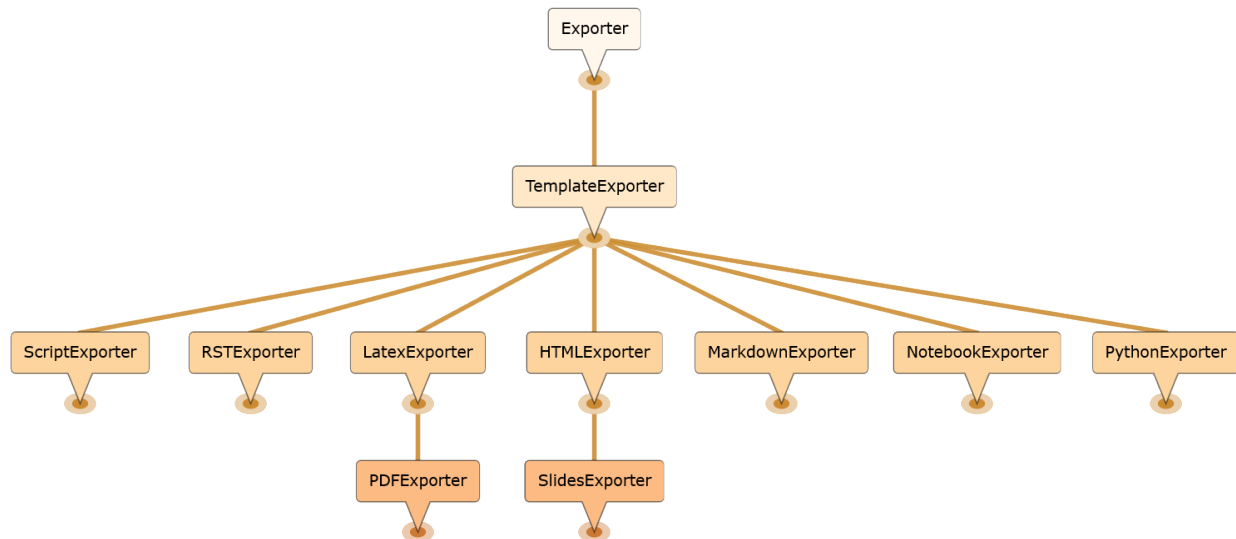 Exporter
TemplateExporter
ScriptExporter
RSTExporter
LatexExporter
HTMLExporter
MarkdownExporter
NotebookExporter
PythonExporter
PDFExporter
SlidesExporter